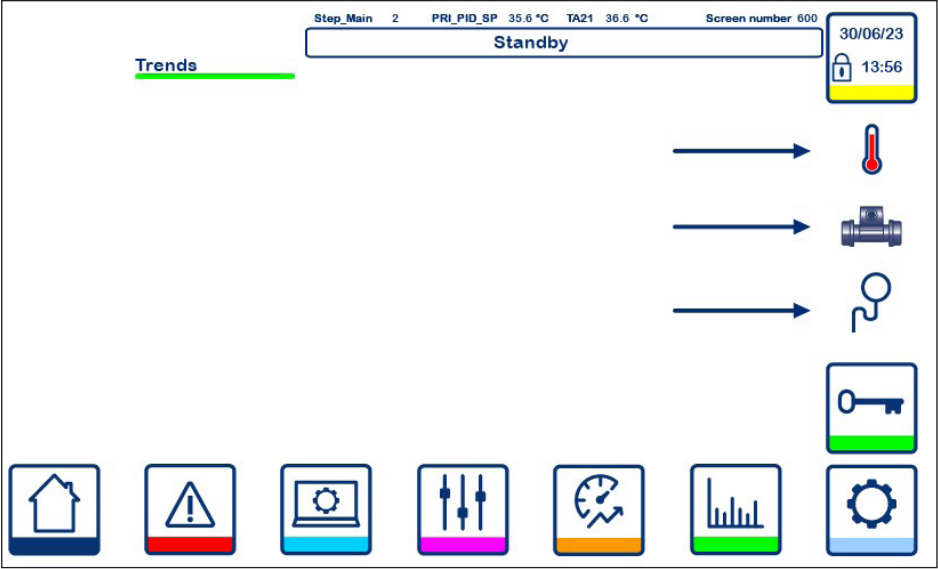 Step_Main 2 PRI_PID_SP 35.6 °C TA21 36.6 °C Screen number 600
Standby
30/06/23
13:56
Trends